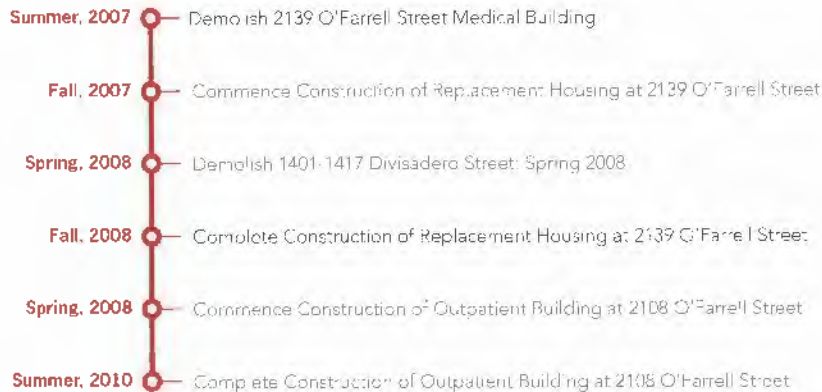 Summer, 2007 Demolish 2139 O'Farrell Street Medical Building
Fall, 2007 Commence Construction of Replacement Housing at 2139 O'Farrell Street
Spring, 2008 Demolish 1401-1417 Divisadero Street: Spring 2008
Fall, 2008 Complete Construction of Replacement Housing at 2139 O'Farrell Street
Spring, 2008 Commence Construction of Outpatient Building at 2108 O'Farrell Street
Summer, 2010 Complete Construction of Outpatient Building at 2108 O'Farrell Street